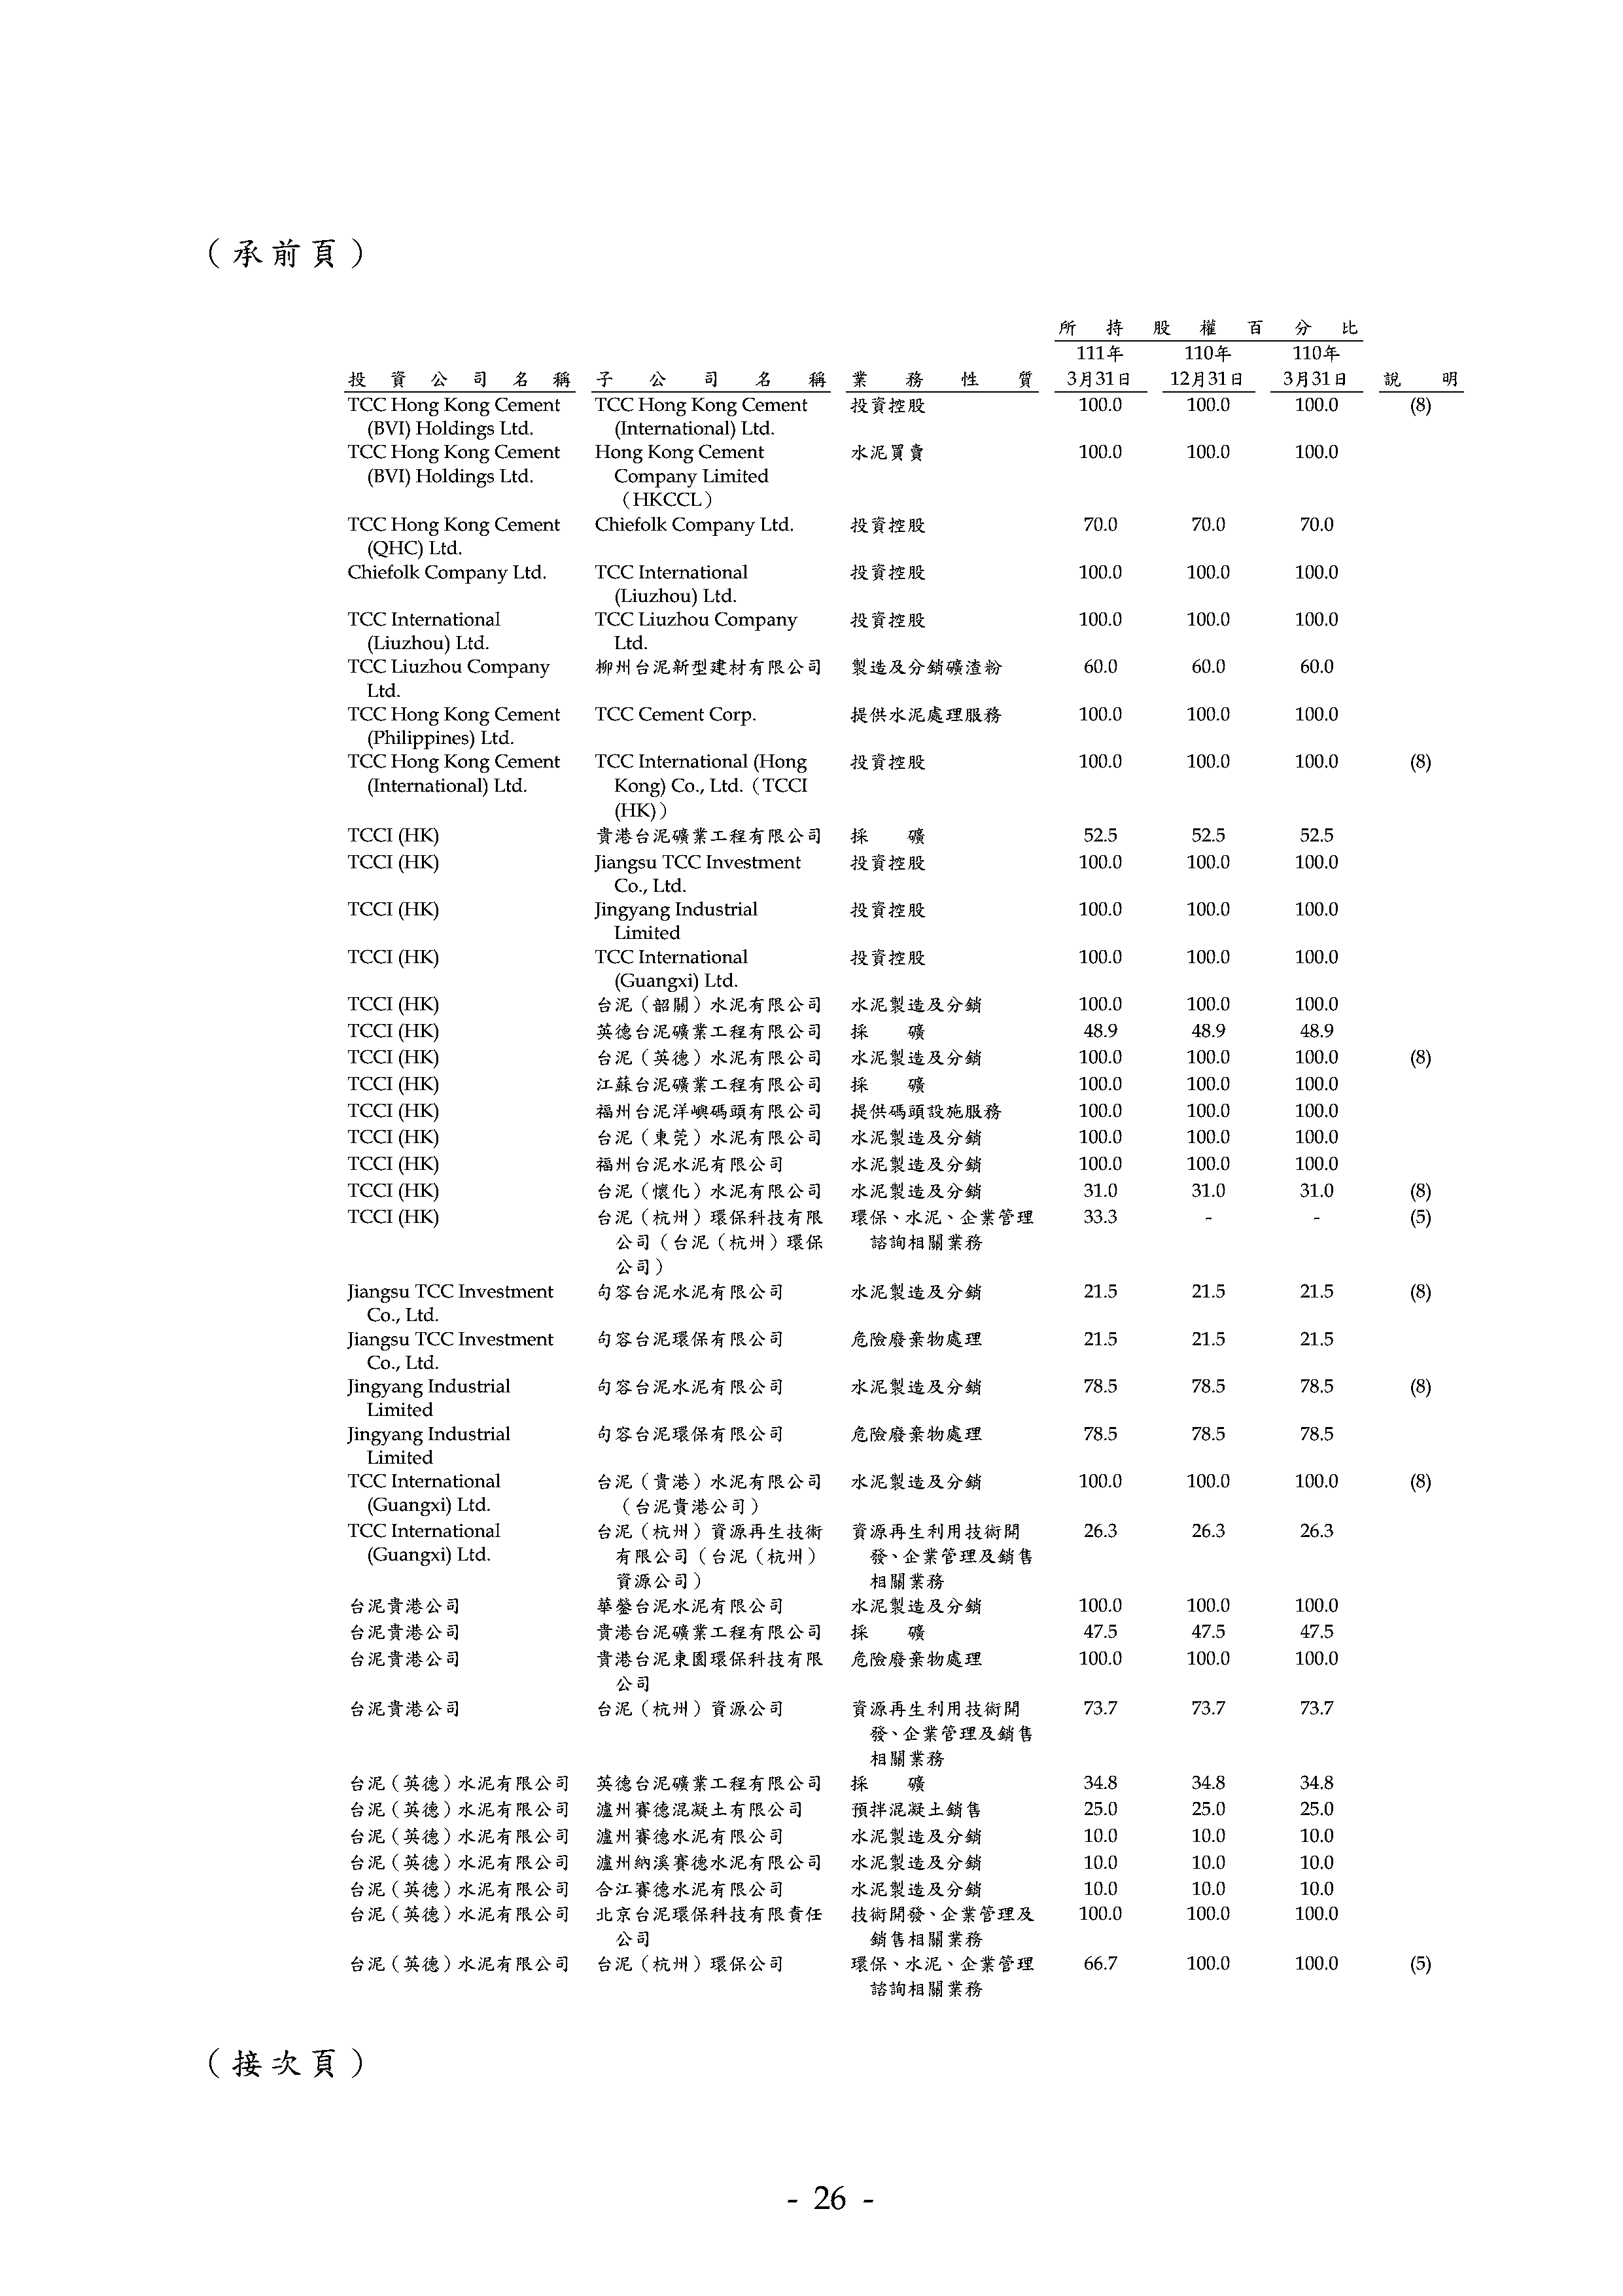 （承前頁）
所持股權百分比
111年 110年 110年
投資公司名稱 子公司名稱 業務性質 3月31日 12月31日 3月31日 說明
TCC Hong Kong Cement TCC Hong Kong Cement 投資控股 100.0 100.0 100.0 (8)
(BVI) Holdings Ltd. (International) Ltd.
TCC Hong Kong Cement Hong Kong Cement 水泥買賣 100.0 100.0 100.0
(BVI) Holdings Ltd. Company Limited
（HKCCL）
TCC Hong Kong Cement Chiefolk Company Ltd. 投資控股 70.0 70.0 70.0
(QHC) Ltd.
Chiefolk Company Ltd. TCC International 投資控股 100.0 100.0 100.0
(Liuzhou) Ltd.
TCC International TCC Liuzhou Company 投資控股 100.0 100.0 100.0
(Liuzhou) Ltd. Ltd.
TCC Liuzhou Company 柳州台泥新型建材有限公司 製造及分銷礦渣粉 60.0 60.0 60.0
Ltd.
TCC Hong Kong Cement TCC Cement Corp. 提供水泥處理服務 100.0 100.0 100.0
(Philippines) Ltd.
TCC Hong Kong Cement TCC International (Hong 投資控股 100.0 100.0 100.0 (8)
(International) Ltd. Kong) Co., Ltd.（TCCI
(HK)）
TCCI (HK) 貴港台泥礦業工程有限公司 採礦 52.5 52.5 52.5
TCCI (HK) Jiangsu TCC Investment 投資控股 100.0 100.0 100.0
Co., Ltd.
TCCI (HK) Jingyang Industrial 投資控股 100.0 100.0 100.0
Limited
TCCI (HK) TCC International 投資控股 100.0 100.0 100.0
(Guangxi) Ltd.
TCCI (HK) 台泥（韶關）水泥有限公司 水泥製造及分銷 100.0 100.0 100.0
TCCI (HK) 英德台泥礦業工程有限公司 採礦 48.9 48.9 48.9
TCCI (HK) 台泥（英德）水泥有限公司 水泥製造及分銷 100.0 100.0 100.0 (8)
TCCI (HK) 江蘇台泥礦業工程有限公司 採礦 100.0 100.0 100.0
TCCI (HK) 福州台泥洋嶼碼頭有限公司 提供碼頭設施服務 100.0 100.0 100.0
TCCI (HK) 台泥（東莞）水泥有限公司 水泥製造及分銷 100.0 100.0 100.0
TCCI (HK) 福州台泥水泥有限公司 水泥製造及分銷 100.0 100.0 100.0
TCCI (HK) 台泥（懷化）水泥有限公司 水泥製造及分銷 31.0 31.0 31.0 (8)
TCCI (HK) 台泥（杭州）環保科技有限 環保、水泥、企業管理 33.3 - - (5)
公司（台泥（杭州）環保 諮詢相關業務
公司）
Jiangsu TCC Investment 句容台泥水泥有限公司 水泥製造及分銷 21.5 21.5 21.5 (8)
Co., Ltd.
Jiangsu TCC Investment 句容台泥環保有限公司 危險廢棄物處理 21.5 21.5 21.5
Co., Ltd.
Jingyang Industrial 句容台泥水泥有限公司 水泥製造及分銷 78.5 78.5 78.5 (8)
Limited
Jingyang Industrial 句容台泥環保有限公司 危險廢棄物處理 78.5 78.5 78.5
Limited
TCC International 台泥（貴港）水泥有限公司 水泥製造及分銷 100.0 100.0 100.0 (8)
(Guangxi) Ltd. （台泥貴港公司）
TCC International 台泥（杭州）資源再生技術 資源再生利用技術開 26.3 26.3 26.3
(Guangxi) Ltd. 有限公司（台泥（杭州） 發、企業管理及銷售
資源公司） 相關業務
台泥貴港公司 華鎣台泥水泥有限公司 水泥製造及分銷 100.0 100.0 100.0
台泥貴港公司 貴港台泥礦業工程有限公司 採礦 47.5 47.5 47.5
台泥貴港公司 貴港台泥東園環保科技有限 危險廢棄物處理 100.0 100.0 100.0
公司
台泥貴港公司 台泥（杭州）資源公司 資源再生利用技術開 73.7 73.7 73.7
發、企業管理及銷售
相關業務
台泥（英德）水泥有限公司 英德台泥礦業工程有限公司 採礦 34.8 34.8 34.8
台泥（英德）水泥有限公司 瀘州賽德混凝土有限公司 預拌混凝土銷售 25.0 25.0 25.0
台泥（英德）水泥有限公司 瀘州賽德水泥有限公司 水泥製造及分銷 10.0 10.0 10.0
台泥（英德）水泥有限公司 瀘州納溪賽德水泥有限公司 水泥製造及分銷 10.0 10.0 10.0
台泥（英德）水泥有限公司 合江賽德水泥有限公司 水泥製造及分銷 10.0 10.0 10.0
台泥（英德）水泥有限公司 北京台泥環保科技有限責任 技術開發、企業管理及 100.0 100.0 100.0
公司 銷售相關業務
台泥（英德）水泥有限公司 台泥（杭州）環保公司 環保、水泥、企業管理 66.7 100.0 100.0 (5)
諮詢相關業務
（接次頁）
- 26 -